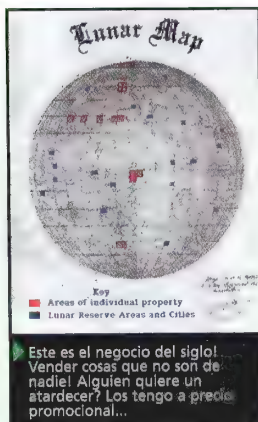 Lunar Map
Key
Areas of individual property
Lunar Reserve Areas and Cities
Este es el negocio del siglo!
Vender cosas que no son de
nadie! Alguien quiere un
atardecer? Los tengo a precio
promocional...